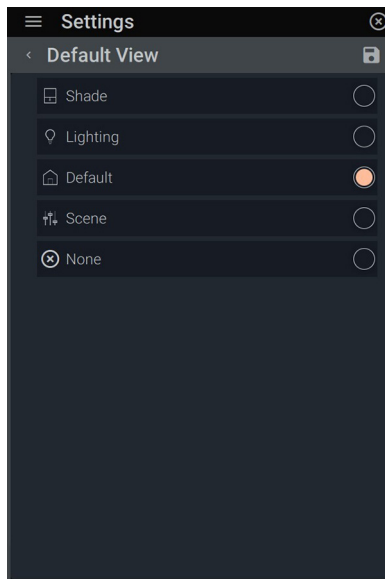 Settings
Default View
Shade
Lighting
Default
Scene
None